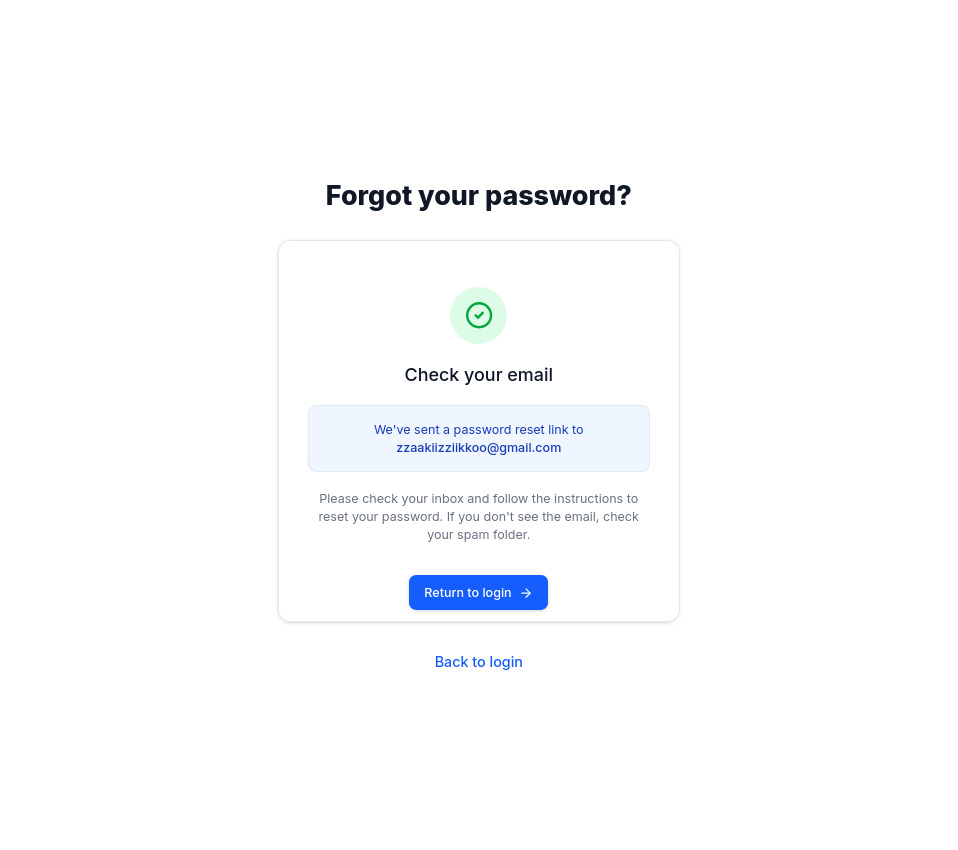 Forgot your password?
Check your email
We've sent a password reset link to
zzaakiizziikkoo@gmail.com
Please check your inbox and follow the instructions to
reset your password. If you don't see the email, check
your spam folder.
Return to login
Back to login